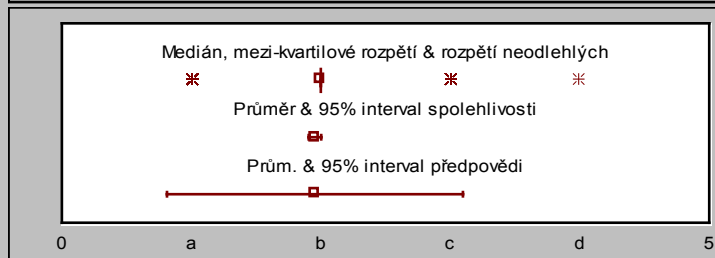 Medián, mezi-kvartilové rozpětí & rozpětí neodlehlých
Průměr & 95% interval spolehlivosti
Prům. & 95% interval předpovědi
0 a b c d 5